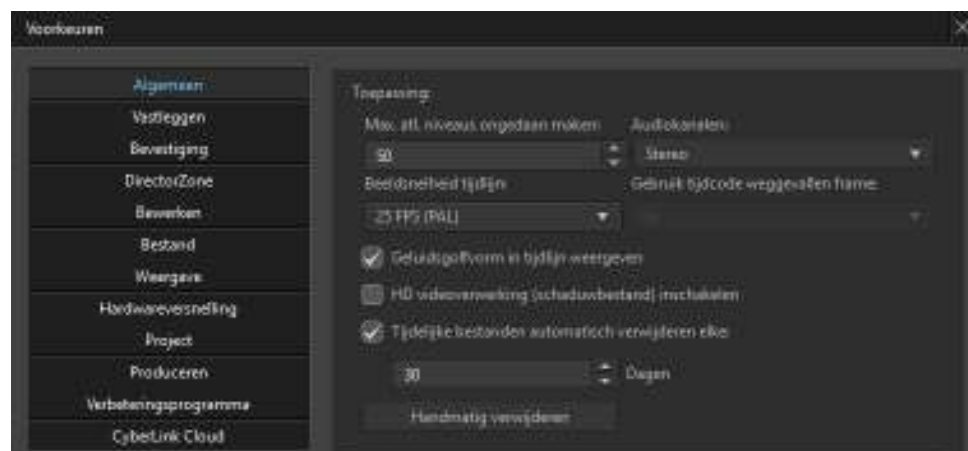 Voorkeuren
Algemeen
Vastleggen
Bevestiging
DirectorZone
Bewerken
Bestand
Weergave
Hardwareversnelling
Project
Produceren
Verbeteringsprogramma
CyberLink Cloud
Toepassing:
Max. atl. niveaus ongedaan maken:
50
Audiokanalen:
Stereo
Beeldsnelheid tijdlijn:
25 FPS (PAL)
Gebruik tijdcode weggevallen frame:
Geluidsgolfvorm in tijdlijn weergeven
HD videoverwerking (schaduwbestand) inschakelen
Tijdelijke bestanden automatisch verwijderen elke:
30
Dagen
Handmatig verwijderen